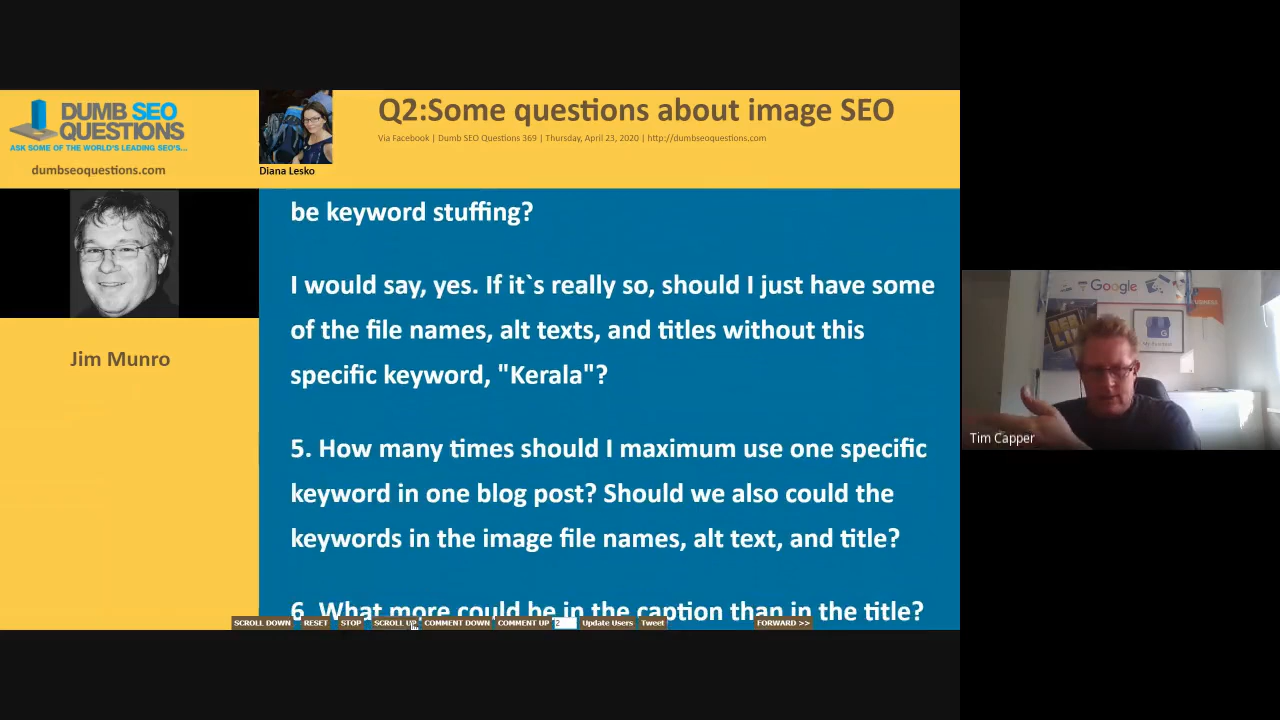 DUMB SEO
QUESTIONS
ASK SOME OF THE WORLD'S LEADING SEO'S...
dumbseoquestions.com
Diana Lesko
Q2:Some questions about image SEO
Via Facebook | Dumb SEO Questions 369 | Thursday, April 23, 2020 | http://dumbseoquestions.com
Jim Munro
be keyword stuffing?
I would say, yes. If it`s really so, should I just have some
of the file names, alt texts, and titles without this
specific keyword, "Kerala"?
5. How many times should I maximum use one specific
keyword in one blog post? Should we also could the
keywords in the image file names, alt text, and title?
6. What more could be in the caption than in the title?
SCROLL DOWN RESET STOP SCROLL UP COMMENT DOWN COMMENT UP 2 Update Users Tweet FORWARD >>
Google
Tim Capper